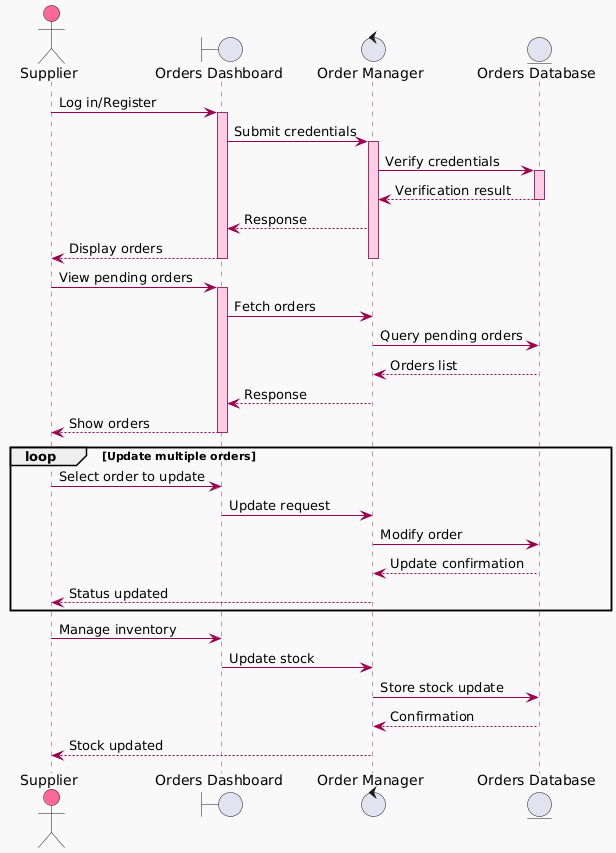 Supplier
Orders Dashboard
Order Manager
Orders Database
Log in/Register
Submit credentials
Verify credentials
Verification result
Response
Display orders
View pending orders
Fetch orders
Query pending orders
Orders list
Response
Show orders
loop [Update multiple orders]
Select order to update
Update request
Modify order
Update confirmation
Status updated
Manage inventory
Update stock
Store stock update
Confirmation
Stock updated
Supplier
Orders Dashboard
Order Manager
Orders Database